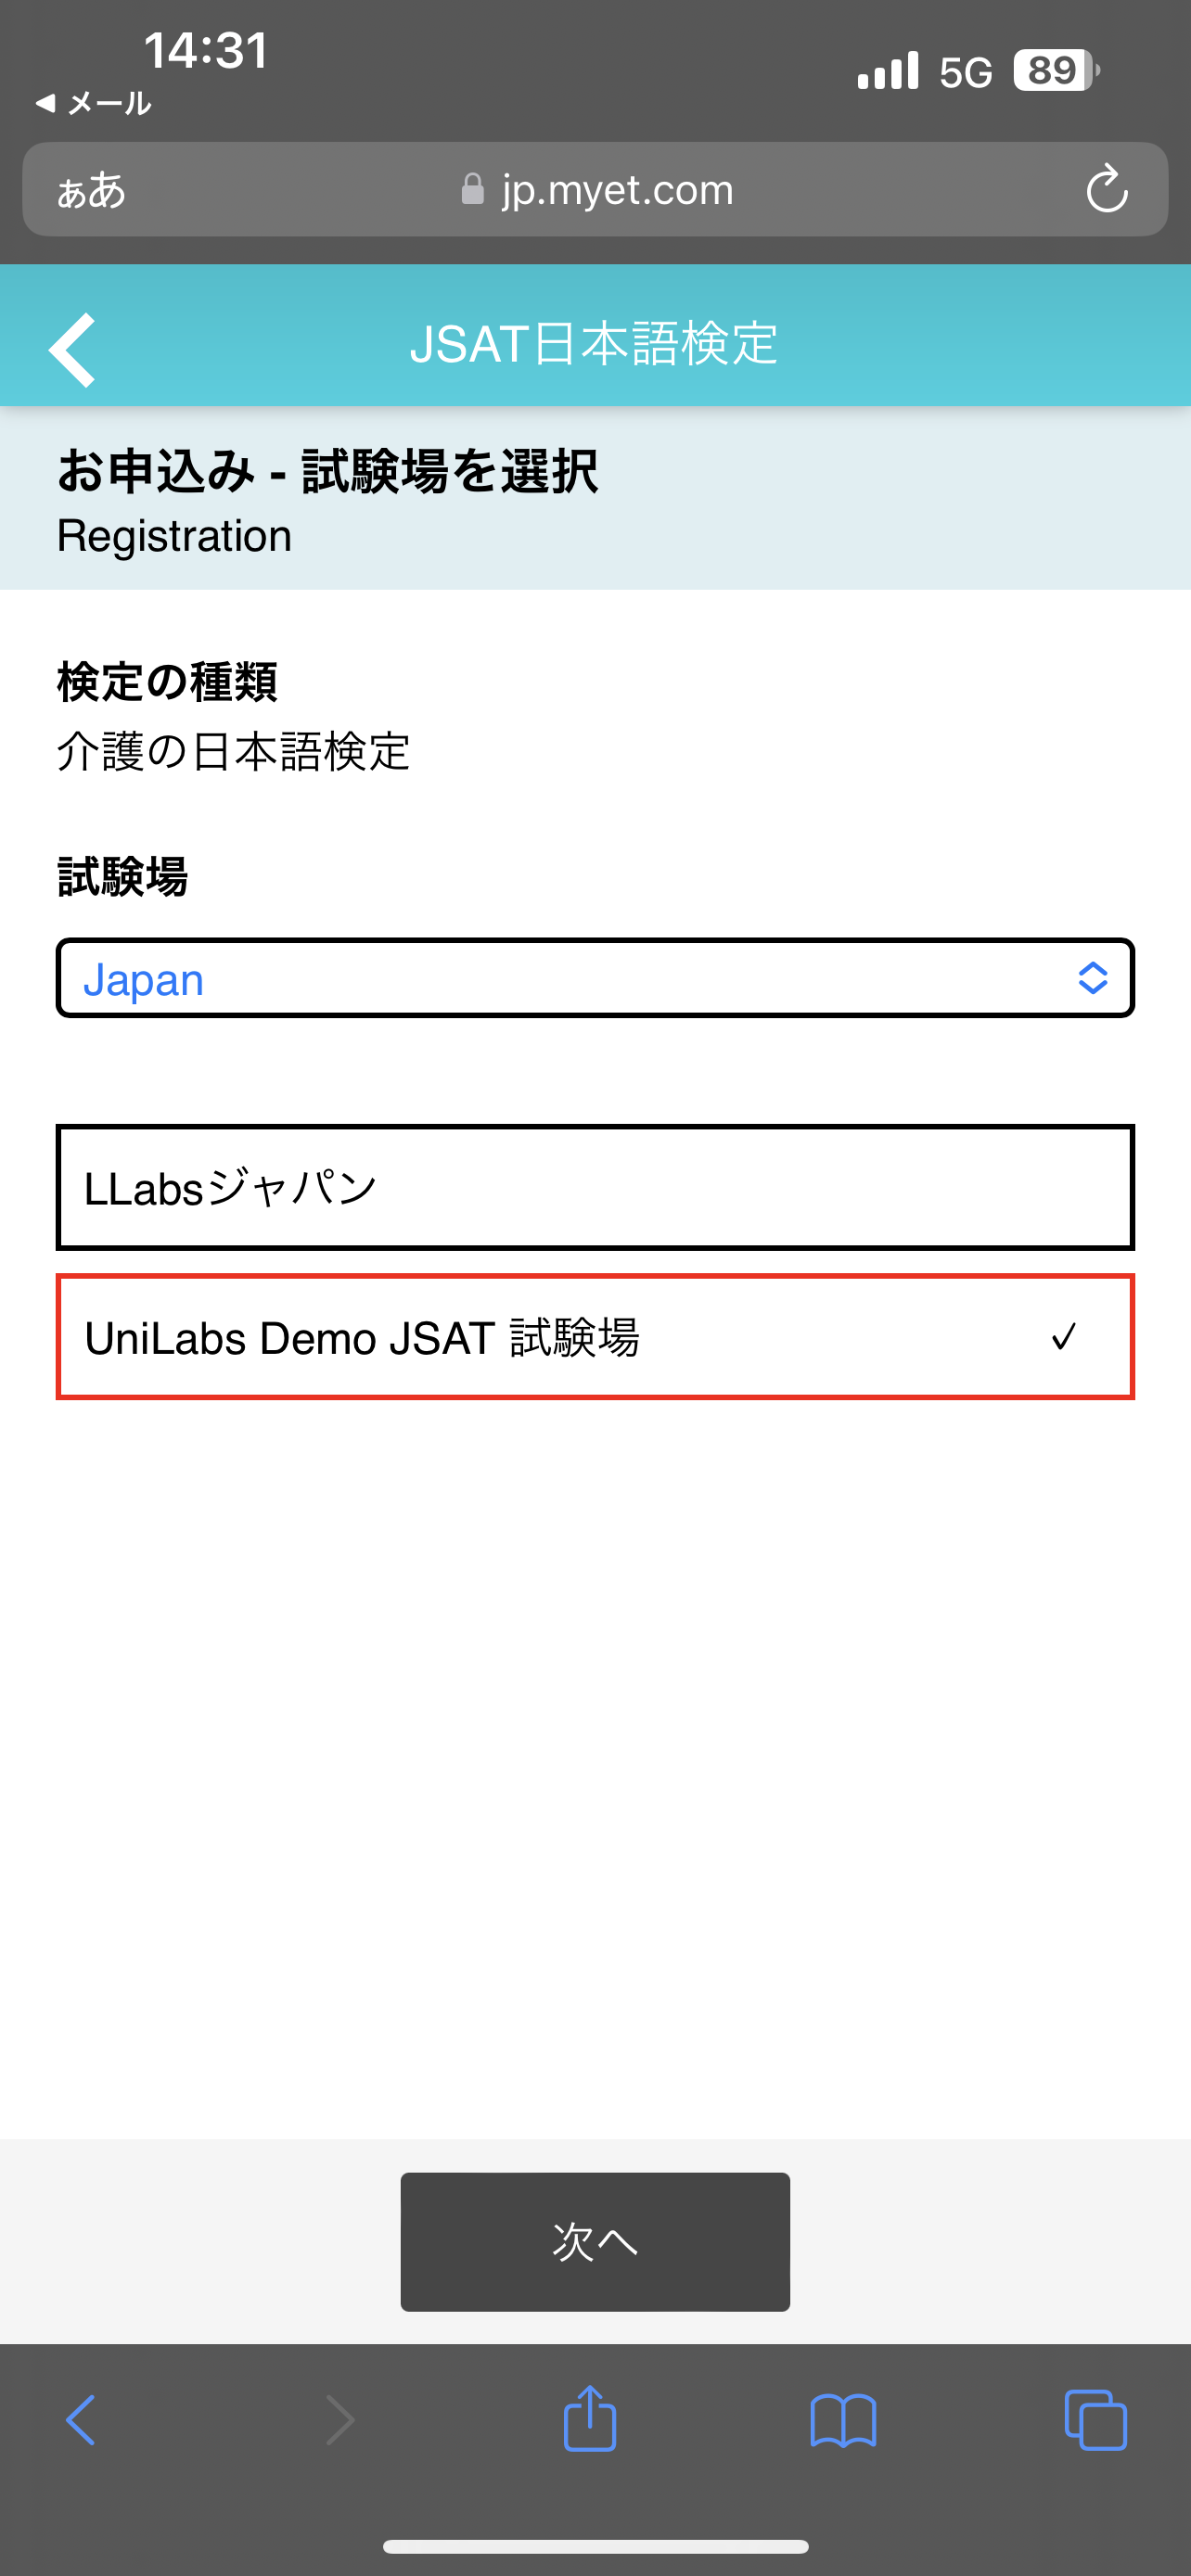 14:31
5G 89
◀ メール
ぁあ jp.myet.com
JSAT日本語検定
お申込み - 試験場を選択
Registration
検定の種類
介護の日本語検定
試験場
Japan
LLabsジャパン
UniLabs Demo JSAT 試験場 ✓
次へ